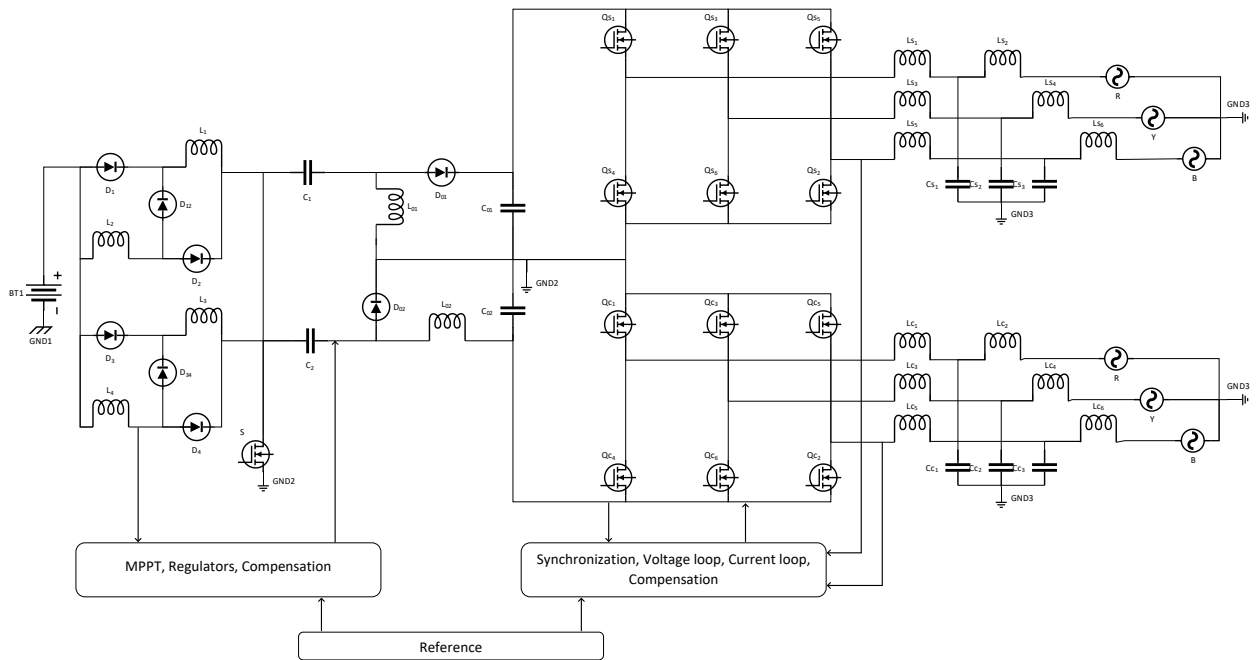 Qs1
Qs3
Qs5
Ls1
Ls2
Ls3
Ls4
Ls5
Ls6
R
Y
B
GND3
Qs4
Qs6
Qs2
Cs1
Cs2
Cs3
GND3
L1
D1
D12
L2
D2
C1
D01
L01
C01
BT1
+
−
GND1
L3
D3
D34
L4
D4
C2
D02
L02
C02
GND2
S
GND2
Qc1
Qc3
Qc5
Lc1
Lc2
Lc3
Lc4
Lc5
Lc6
R
Y
B
GND3
Qc4
Qc6
Qc2
Cc1
Cc2
Cc3
GND3
MPPT, Regulators, Compensation
Synchronization, Voltage loop, Current loop,
Compensation
Reference